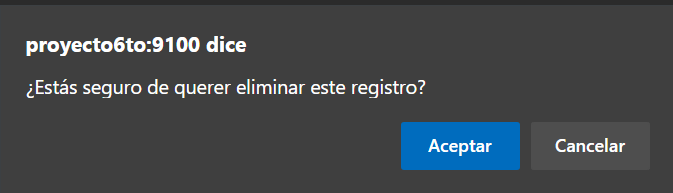 proyecto6to:9100 dice
¿Estás seguro de querer eliminar este registro?
Aceptar
Cancelar